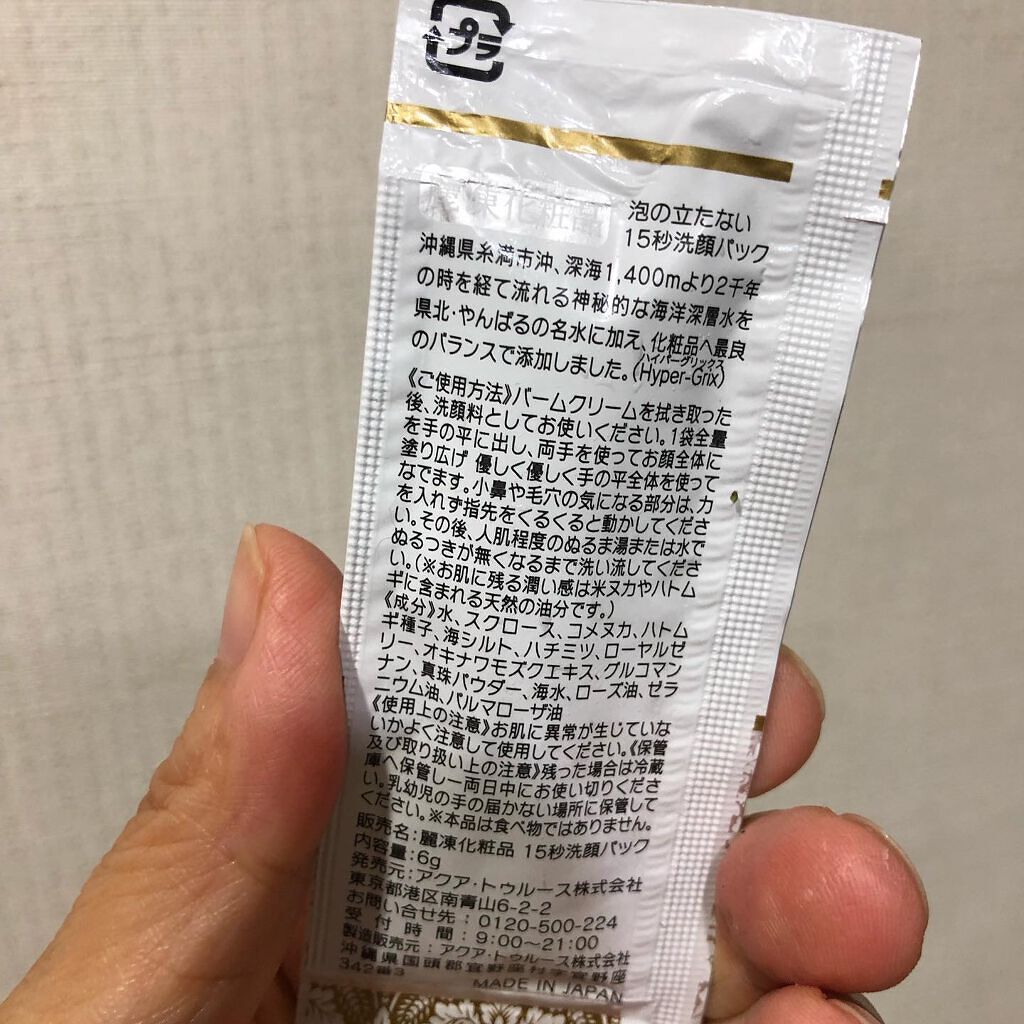 プラ
麗凍化粧品
泡の立たない
15秒洗顔パック
沖縄県糸満市沖、深海1,400mより2千年
の時を経て流れる神秘的な海洋深層水を
県北・やんばるの名水に加え、化粧品へ最良
ハイパーグリックス
のバランスで添加しました。(Hyper-Grix)
《ご使用方法》バームクリームを拭き取った
後、洗顔料としてお使いください。1袋全量
を手の平に出し、両手を使ってお顔全体に
塗り広げ 優しく優しく手の平全体を使って
なでます。小鼻や毛穴の気になる部分は、力
を入れず指先をくるくると動かしてくださ
い。その後、人肌程度のぬるま湯または水で
ぬるつきが無くなるまで洗い流してくださ
い。(※お肌に残る潤い感は米ヌカやハトム
ギに含まれる天然の油分です。)
《成分》水、スクロース、コメヌカ、ハトム
ギ種子、海シルト、ハチミツ、ローヤルゼ
リー、オキナワモズクエキス、グルコマン
ナン、真珠パウダー、海水、ローズ油、ゼラ
ニウム油、パルマローザ油
《使用上の注意》お肌に異常が生じていな
いかよく注意して使用してください。《保管
及び取り扱い上の注意》残った場合は冷蔵
庫へ保管し一両日中にお使い切りくださ
い。乳幼児の手の届かない場所に保管して
ください。※本品は食べ物ではありません。
販売名:麗凍化粧品 15秒洗顔パック
内容量:6g
発売元:アクア・トゥルース株式会社
東京都港区南青山6-2-2
お問い合せ先:0120-500-224
受付時間:9:00～21:00
製造販売元:アクア・トゥルース株式会社
沖縄県国頭郡宜野座村字宜野座
342番3
MADE IN JAPAN